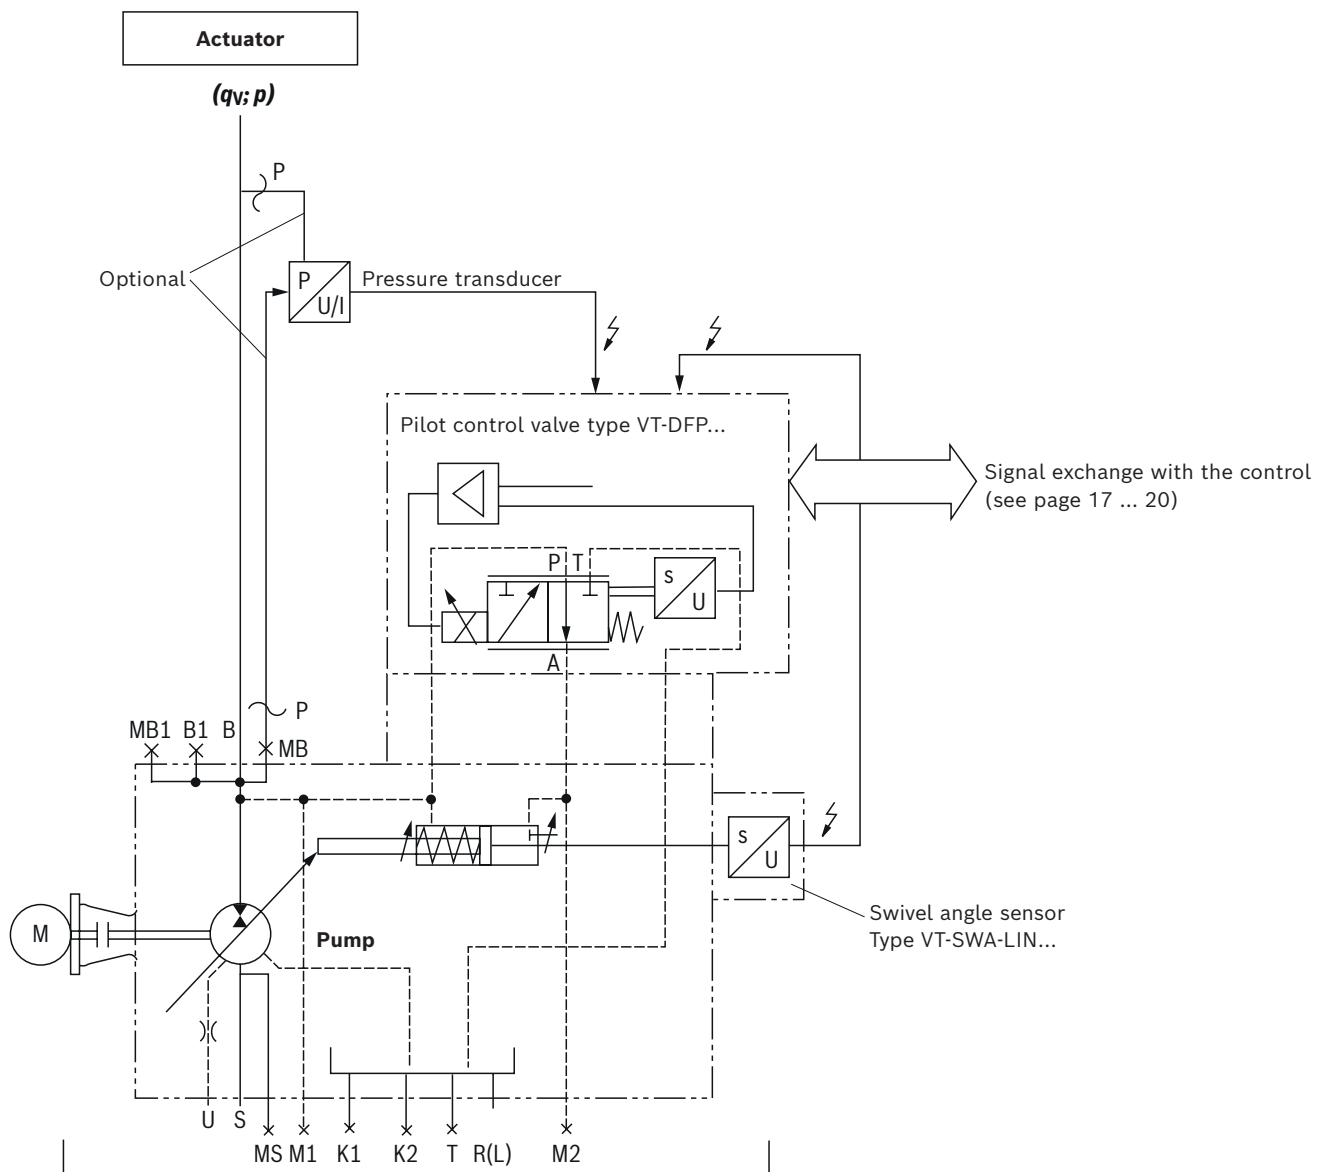 Actuator
(qV; p)
P
Optional
P
U/I
Pressure transducer
Pilot control valve type VT-DFP...
Signal exchange with the control
(see page 17 ... 20)
P T
s
U
A
P
MB1 B1 B
MB
s
U
Swivel angle sensor
Type VT-SWA-LIN...
M
Pump
U S
MS M1 K1 K2 T R(L) M2